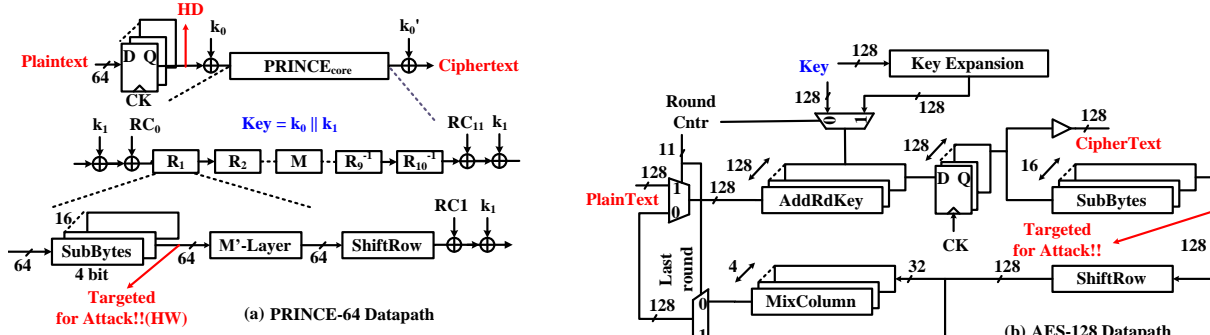 HD
k0
k0'
Plaintext
64
D Q
CK
PRINCEcore
Ciphertext
k1
RC0
Key = k0 || k1
RC11
k1
R1
R2
M
R9-1
R10-1
16
64
SubBytes
4 bit
64
M'-Layer
64
ShiftRow
RC1
k1
Targeted
for Attack!!(HW)
(a) PRINCE-64 Datapath
Key
128
Key Expansion
128
128
Round
Cntr
0
1
11
128
PlainText
1
0
128
128
AddRdKey
128
D Q
CK
128
CipherText
16
SubBytes
Targeted
for Attack!!
128
Last
round
128
4
MixColumn
32
128
ShiftRow
0
1
(b) AES-128 Datapath